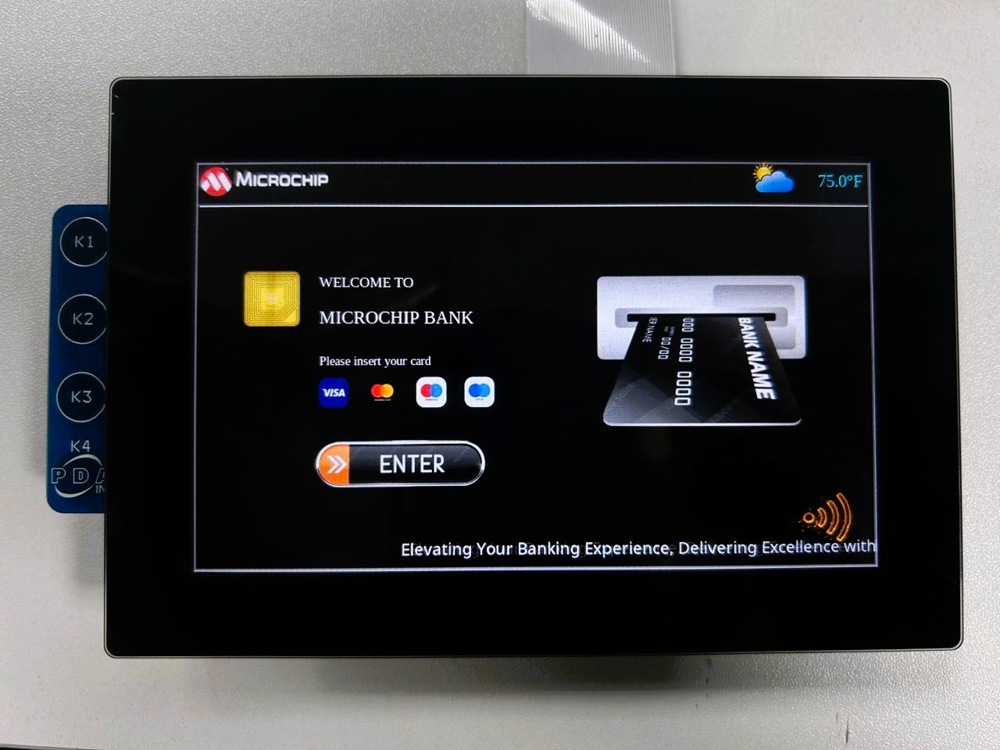 MICROCHIP
75.0°F
K1
K2
K3
K4
PDA
IN
WELCOME TO
MICROCHIP BANK
Please insert your card
VISA
ENTER
BANK NAME
000 0000 0000
00/00
ER NAME
Elevating Your Banking Experience, Delivering Excellence with